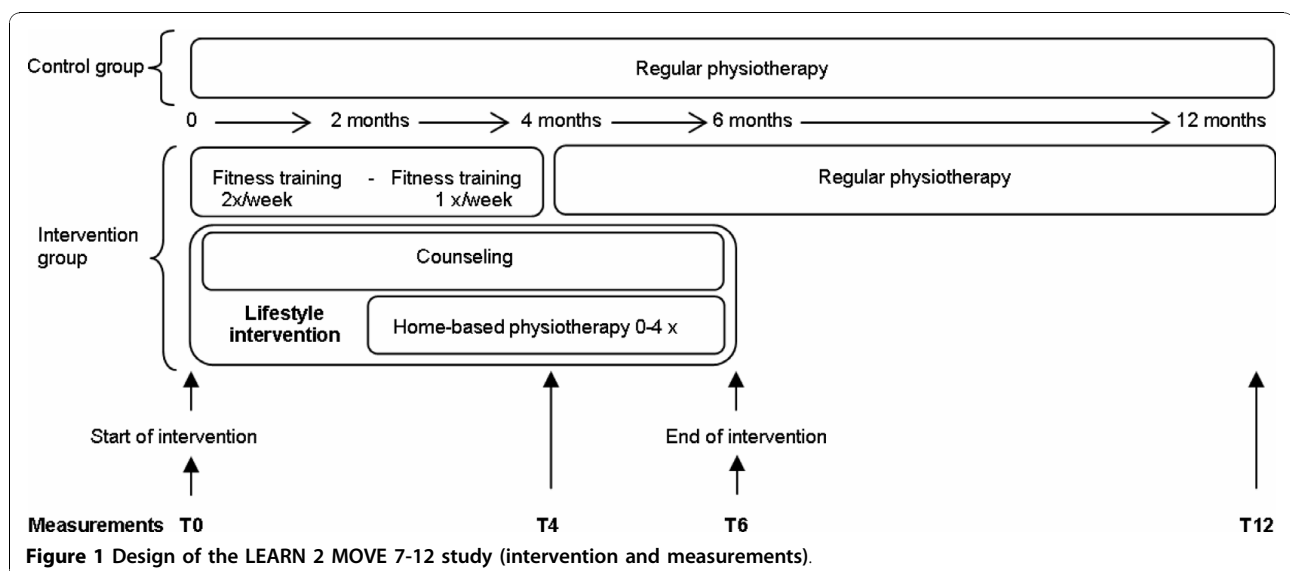 Control group
Regular physiotherapy
0 2 months 4 months 6 months 12 months
Fitness training - Fitness training
2x/week 1 x/week
Regular physiotherapy
Intervention
group
Counseling
Lifestyle
intervention
Home-based physiotherapy 0-4 x
Start of intervention
End of intervention
Measurements T0 T4 T6 T12
Figure 1 Design of the LEARN 2 MOVE 7-12 study (intervention and measurements).